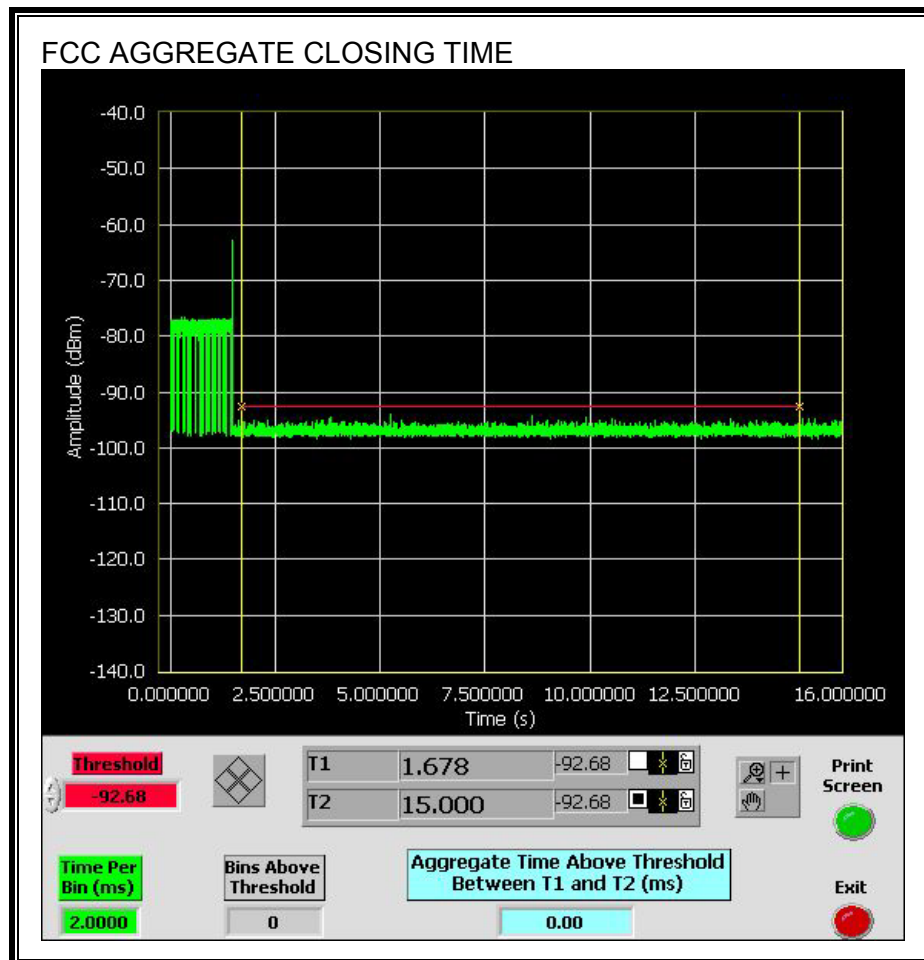 FCC AGGREGATE CLOSING TIME
-40.0
-50.0
-60.0
-70.0
-80.0
-90.0
-100.0
-110.0
-120.0
-130.0
-140.0
Amplitude (dBm)
0.000000 2.500000 5.000000 7.500000 10.000000 12.500000 16.000000
Time (s)
Threshold
-92.68
T1 1.678 -92.68
T2 15.000 -92.68
Print Screen
Time Per Bin (ms)
2.0000
Bins Above Threshold
0
Aggregate Time Above Threshold
Between T1 and T2 (ms)
0.00
Exit